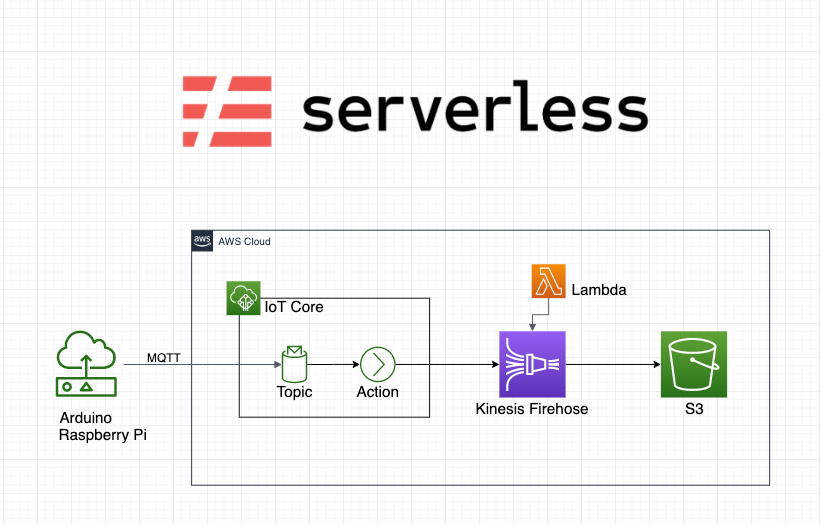 serverless
aws
AWS Cloud
Lambda
IoT Core
MQTT
Topic
Action
Kinesis Firehose
S3
Arduino
Raspberry Pi